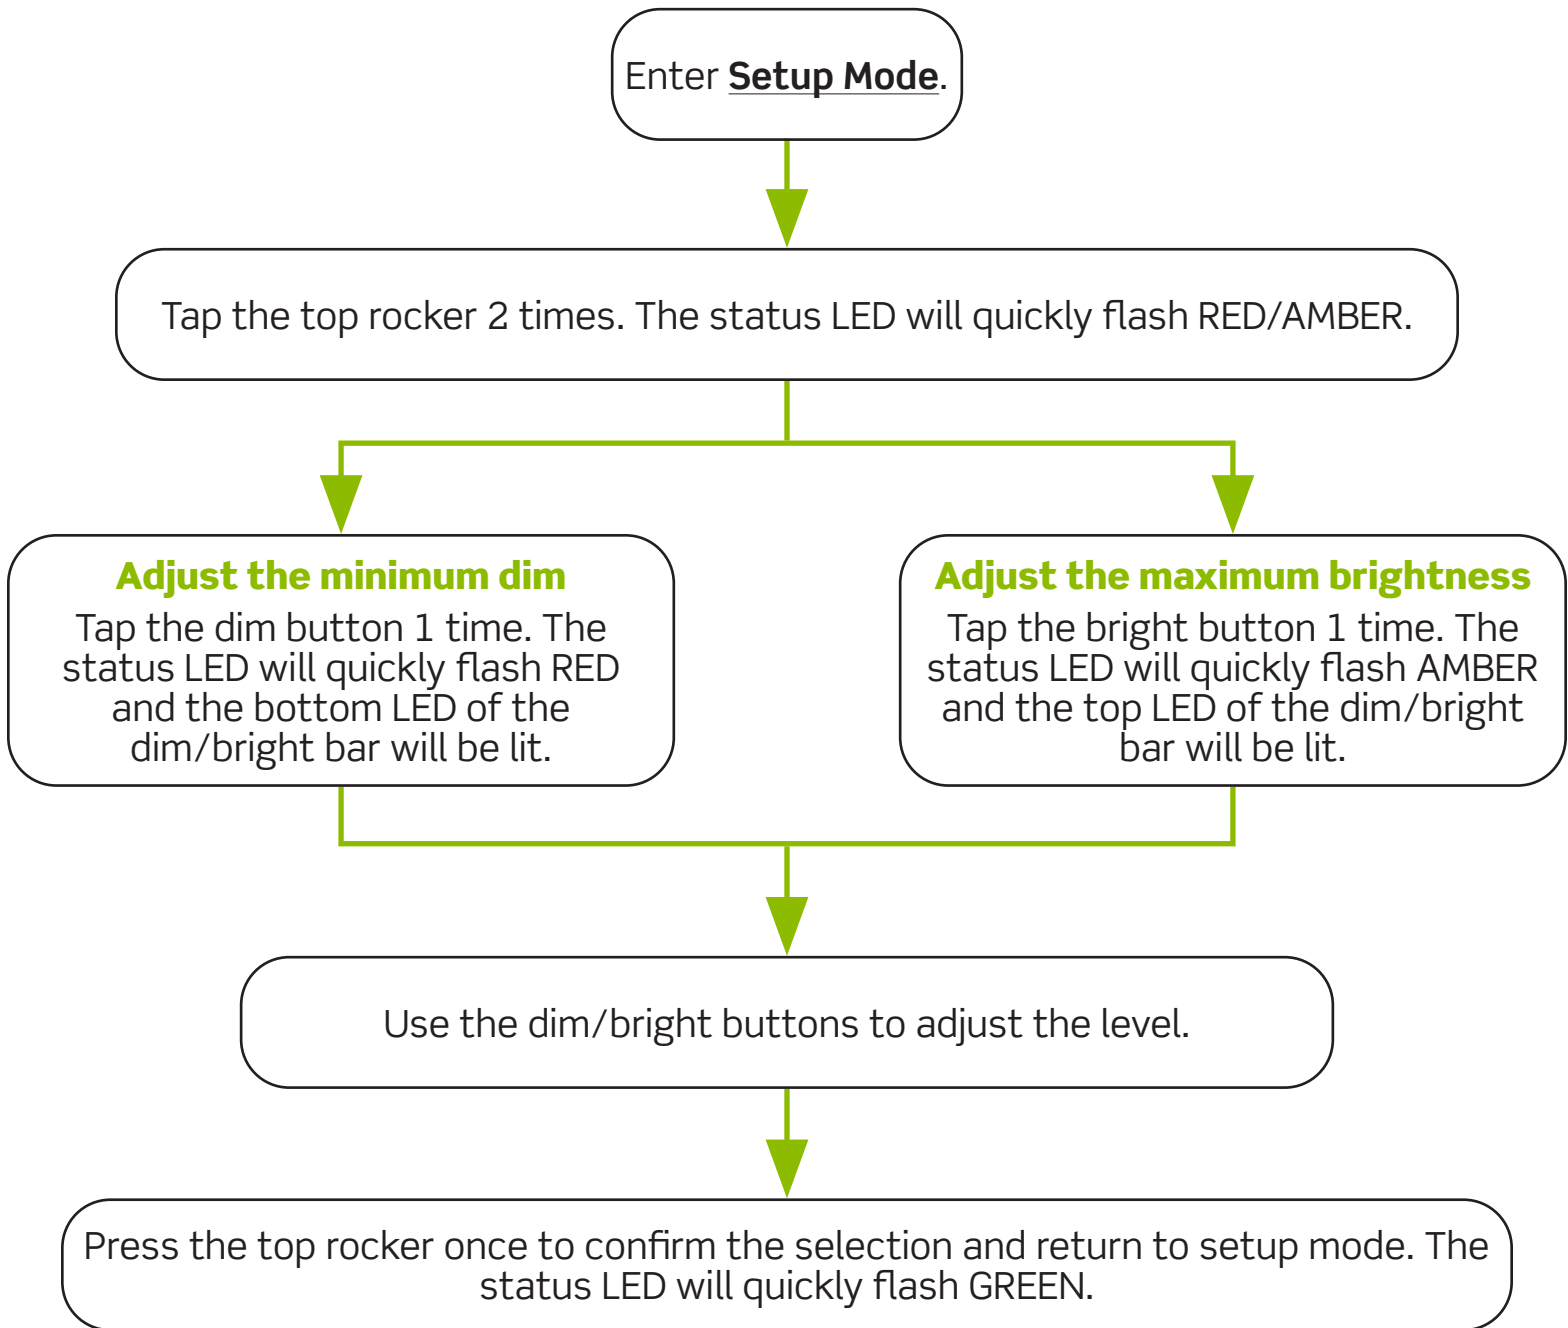 Enter Setup Mode.
Tap the top rocker 2 times. The status LED will quickly flash RED/AMBER.
Adjust the minimum dim
Tap the dim button 1 time. The
status LED will quickly flash RED
and the bottom LED of the
dim/bright bar will be lit.
Adjust the maximum brightness
Tap the bright button 1 time. The
status LED will quickly flash AMBER
and the top LED of the dim/bright
bar will be lit.
Use the dim/bright buttons to adjust the level.
Press the top rocker once to confirm the selection and return to setup mode. The
status LED will quickly flash GREEN.